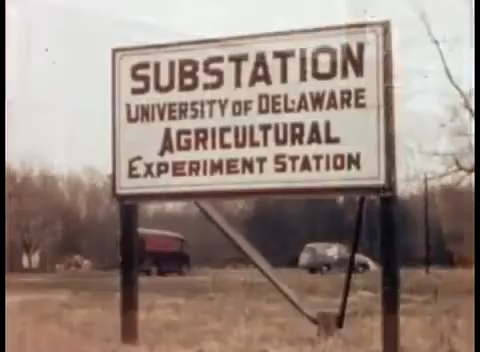 SUBSTATION
UNIVERSITY OF DELAWARE
AGRICULTURAL
EXPERIMENT STATION